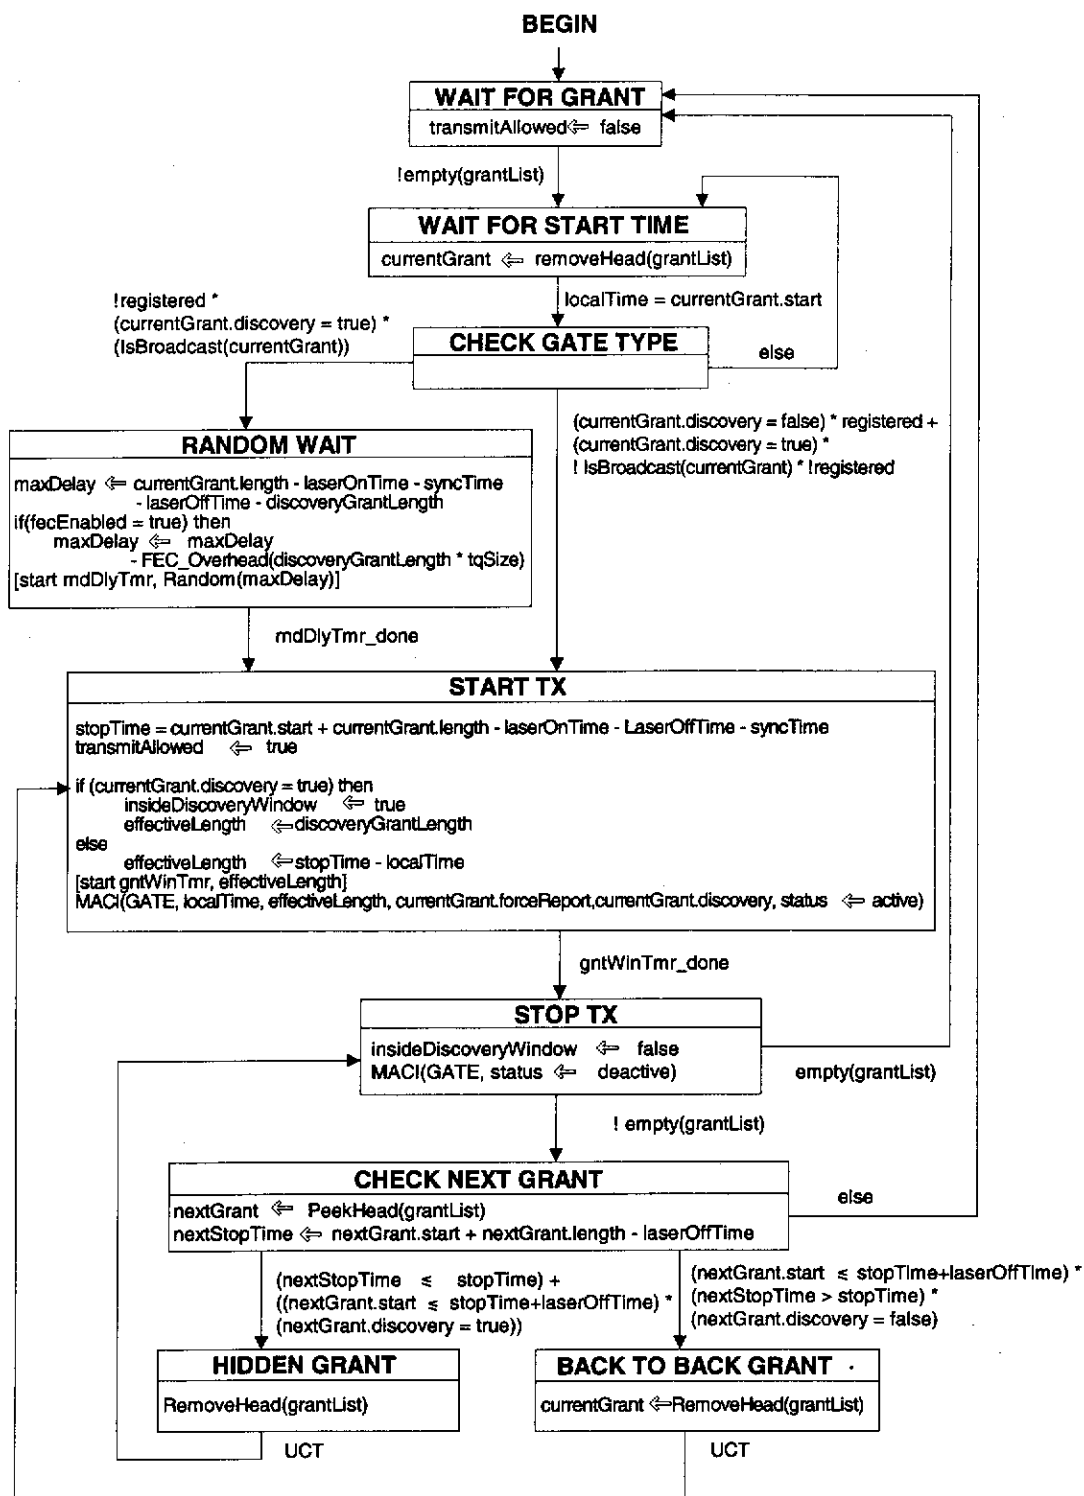 BEGIN
WAIT FOR GRANT
transmitAllowed⇐ false
!empty(grantList)
WAIT FOR START TIME
currentGrant ⇐ removeHead(grantList)
!registered *
(currentGrant.discovery = true) *
(IsBroadcast(currentGrant))
localTime = currentGrant.start
CHECK GATE TYPE
else
(currentGrant.discovery = false) * registered +
(currentGrant.discovery = true) *
! IsBroadcast(currentGrant) * !registered
RANDOM WAIT
maxDelay ⇐ currentGrant.length - laserOnTime - syncTime
- laserOffTime - discoveryGrantLength
if(fecEnabled = true) then
maxDelay ⇐ maxDelay
- FEC_Overhead(discoveryGrantLength * tqSize)
[start rndDlyTmr, Random(maxDelay)]
rndDlyTmr_done
START TX
stopTime = currentGrant.start + currentGrant.length - laserOnTime - LaserOffTime - syncTime
transmitAllowed ⇐ true
if (currentGrant.discovery = true) then
insideDiscoveryWindow ⇐ true
effectiveLength ⇐discoveryGrantLength
else
effectiveLength ⇐stopTime - localTime
[start gntWinTmr, effectiveLength]
MACI(GATE, localTime, effectiveLength, currentGrant.forceReport,currentGrant.discovery, status ⇐ active)
gntWinTmr_done
STOP TX
insideDiscoveryWindow ⇐ false
MACI(GATE, status ⇐ deactive)
empty(grantList)
! empty(grantList)
CHECK NEXT GRANT
nextGrant ⇐ PeekHead(grantList)
nextStopTime ⇐ nextGrant.start + nextGrant.length - laserOffTime
else
(nextStopTime ≤ stopTime) +
((nextGrant.start ≤ stopTime+laserOffTime) *
(nextGrant.discovery = true))
(nextGrant.start ≤ stopTime+laserOffTime) *
(nextStopTime > stopTime) *
(nextGrant.discovery = false)
HIDDEN GRANT
RemoveHead(grantList)
UCT
BACK TO BACK GRANT
currentGrant ⇐RemoveHead(grantList)
UCT